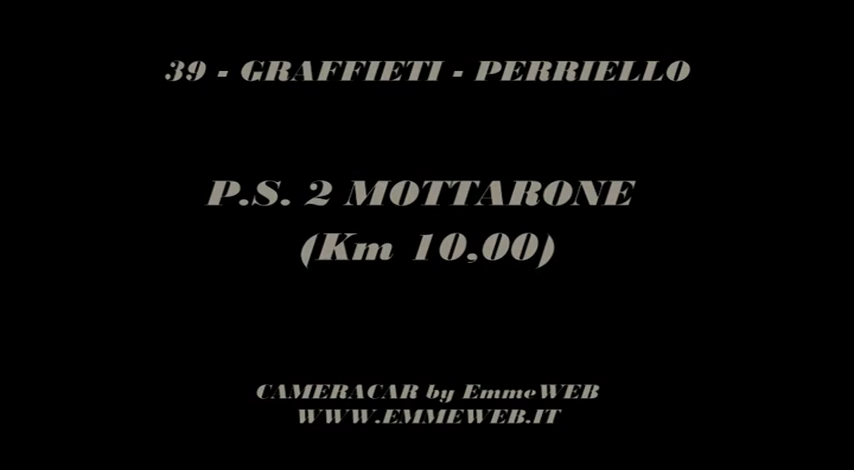 39 - GRAFFIETI - PERRIELLO
P.S. 2 MOTTARONE
(Km 10,00)
CAMERACAR by EmmeWEB
WWW.EMMEWEB.IT